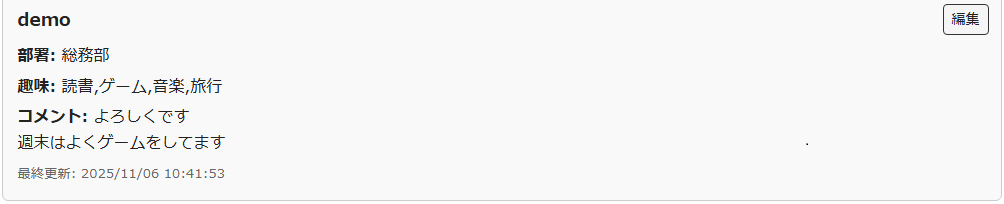 demo
編集
部署: 総務部
趣味: 読書,ゲーム,音楽,旅行
コメント: よろしくです
週末はよくゲームをしてます
最終更新: 2025/11/06 10:41:53